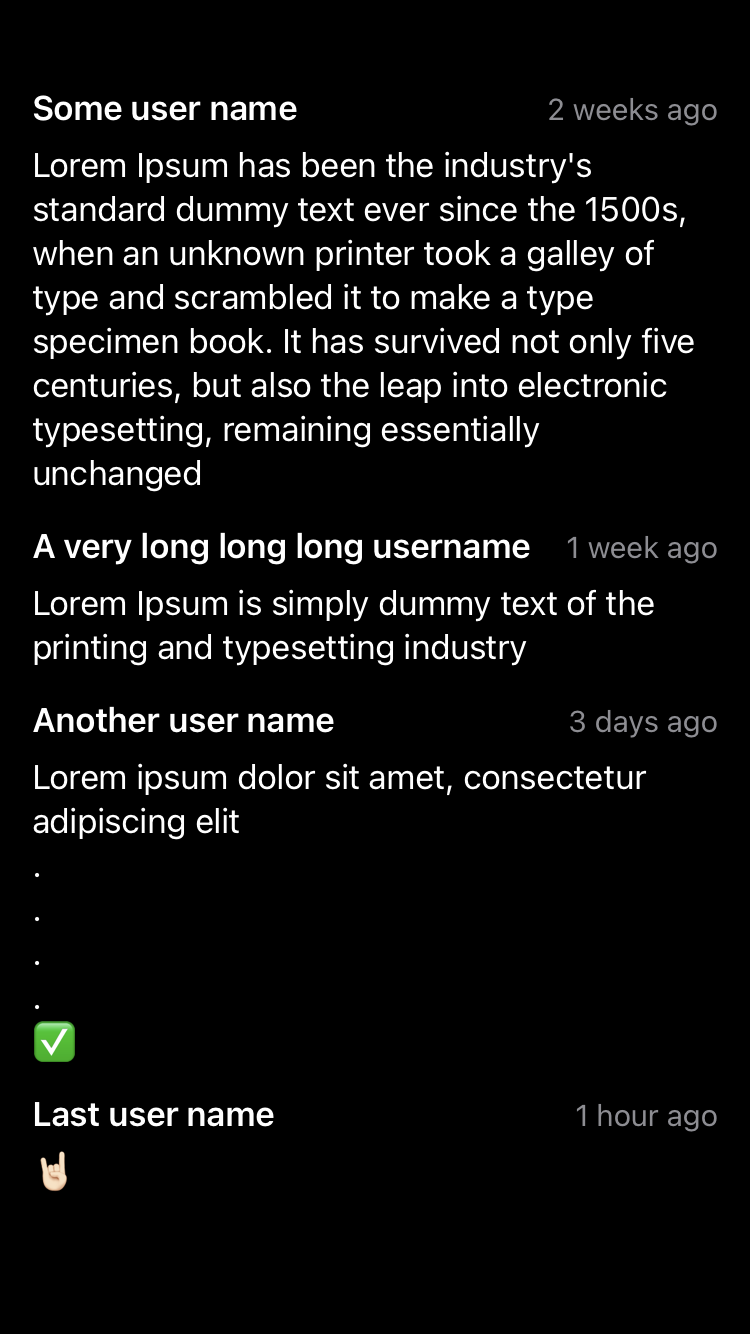 Some user name 2 weeks ago
Lorem Ipsum has been the industry's
standard dummy text ever since the 1500s,
when an unknown printer took a galley of
type and scrambled it to make a type
specimen book. It has survived not only five
centuries, but also the leap into electronic
typesetting, remaining essentially
unchanged
A very long long long username 1 week ago
Lorem Ipsum is simply dummy text of the
printing and typesetting industry
Another user name 3 days ago
Lorem ipsum dolor sit amet, consectetur
adipiscing elit
.
.
.
.
✅
Last user name 1 hour ago
🤘🏻